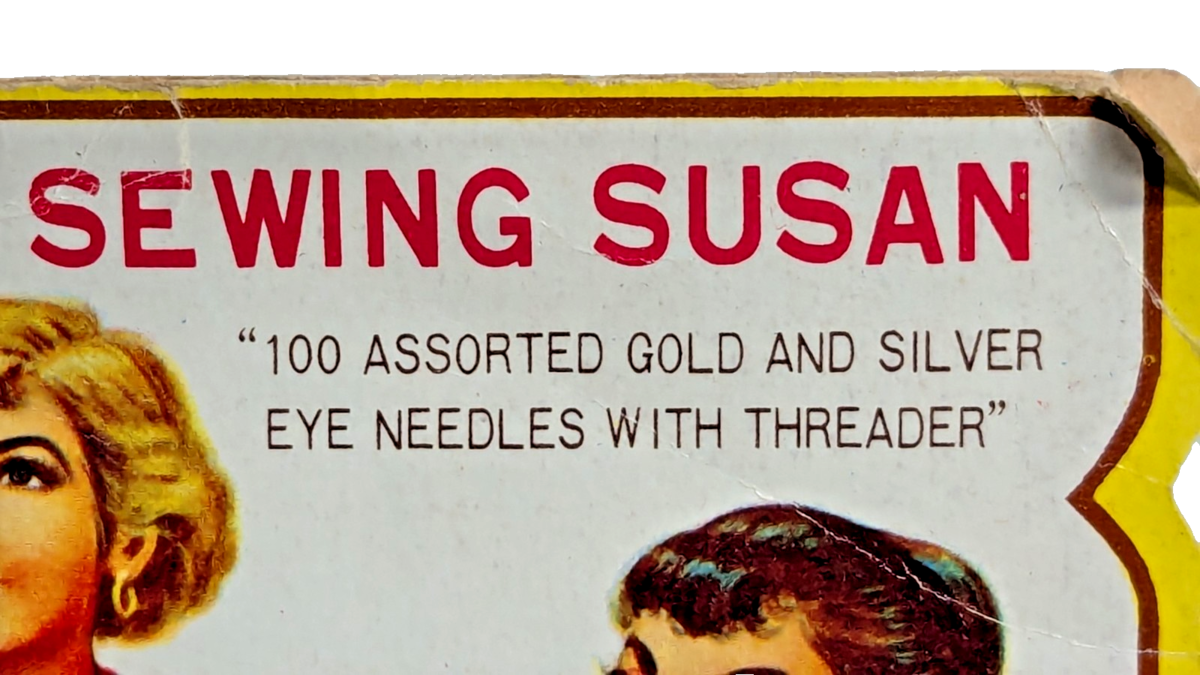 SEWING SUSAN
“100 ASSORTED GOLD AND SILVER
EYE NEEDLES WITH THREADER”